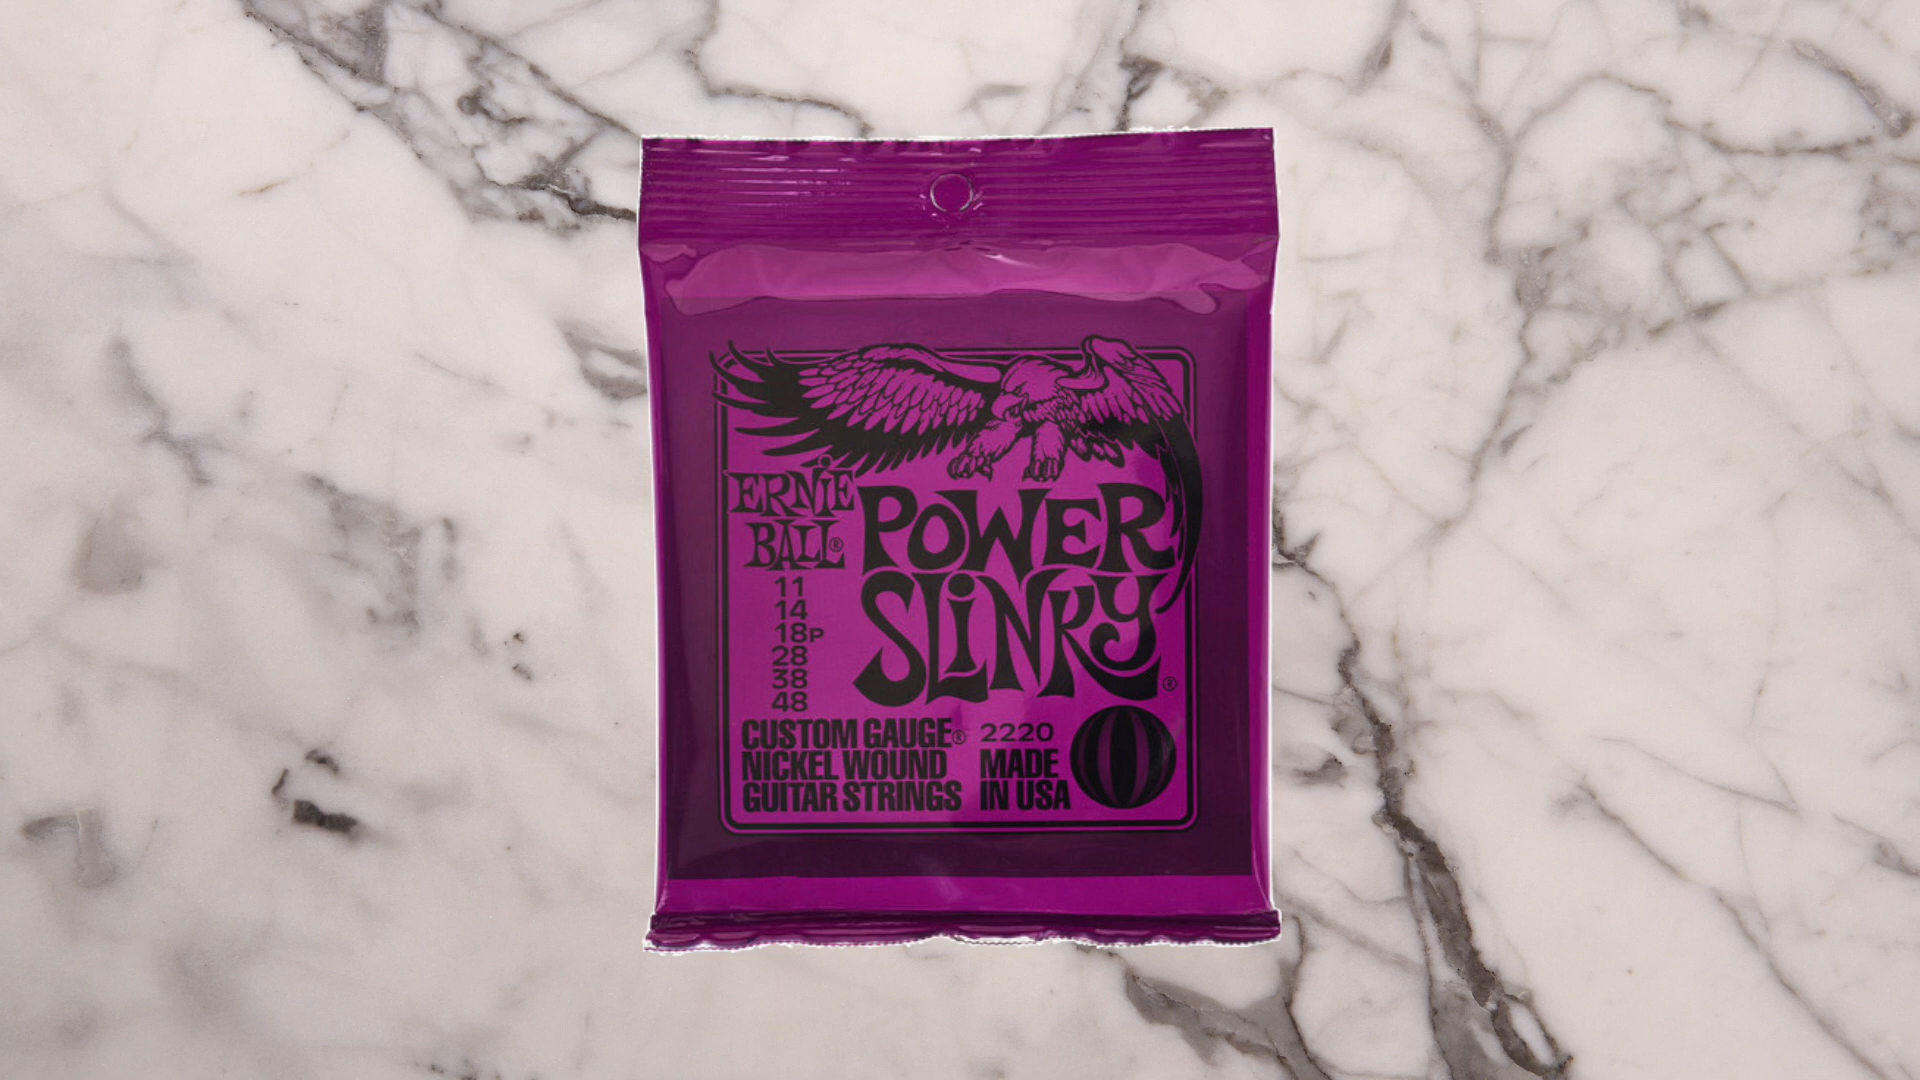 ERNIE
BALL®
POWER
SLINKY®
11
14
18P
28
38
48
CUSTOM GAUGE®
NICKEL WOUND
GUITAR STRINGS
2220
MADE
IN USA